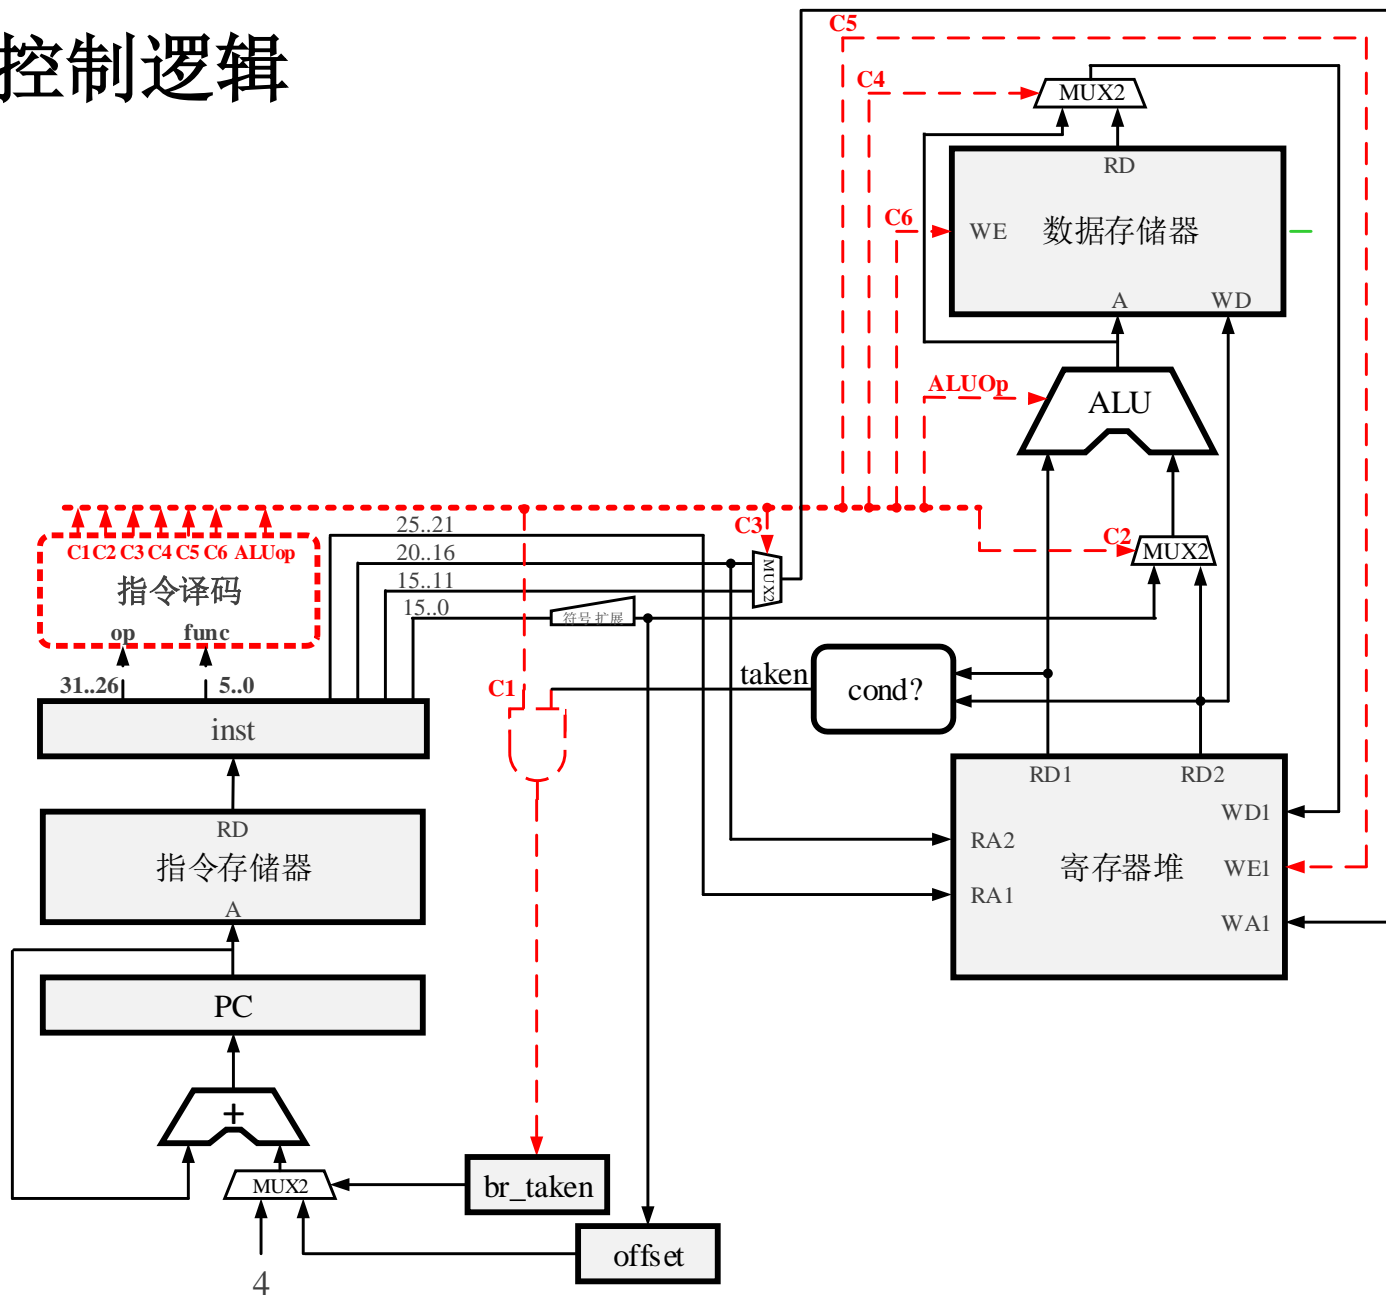 控制逻辑
C5
C4
MUX2
RD
C6
WE
数据存储器
A
WD
ALUOp
ALU
C3
C2
MUX2
25..21
20..16
15..11
15..0
MUX2
符号扩展
C1 C2 C3 C4 C5 C6 ALUop
指令译码
op
func
31..26
5..0
inst
C1
taken
cond?
RD1
RD2
WD1
RA2
寄存器堆
WE1
RA1
WA1
RD
指令存储器
A
PC
+
MUX2
br_taken
offset
4